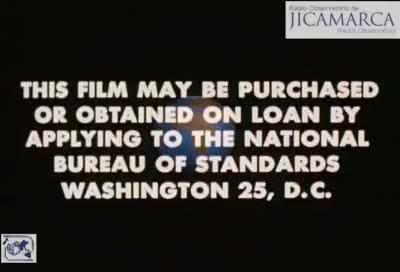 Radio Observatorio de
JICAMARCA
Radio Observatory
THIS FILM MAY BE PURCHASED
OR OBTAINED ON LOAN BY
APPLYING TO THE NATIONAL
BUREAU OF STANDARDS
WASHINGTON 25, D.C.